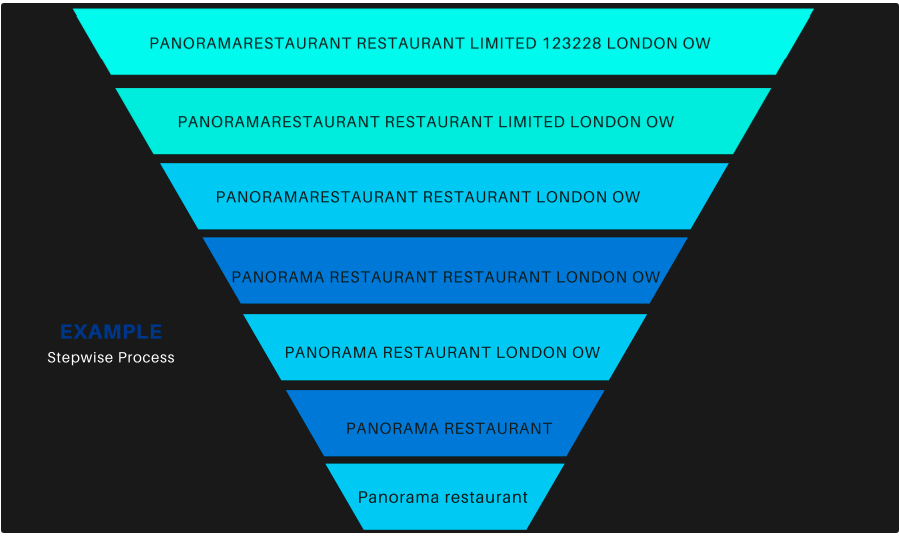 PANORAMARESTAURANT RESTAURANT LIMITED 123228 LONDON OW
PANORAMARESTAURANT RESTAURANT LIMITED LONDON OW
PANORAMARESTAURANT RESTAURANT LONDON OW
PANORAMA RESTAURANT RESTAURANT LONDON OW
EXAMPLE
Stepwise Process
PANORAMA RESTAURANT LONDON OW
PANORAMA RESTAURANT
Panorama restaurant